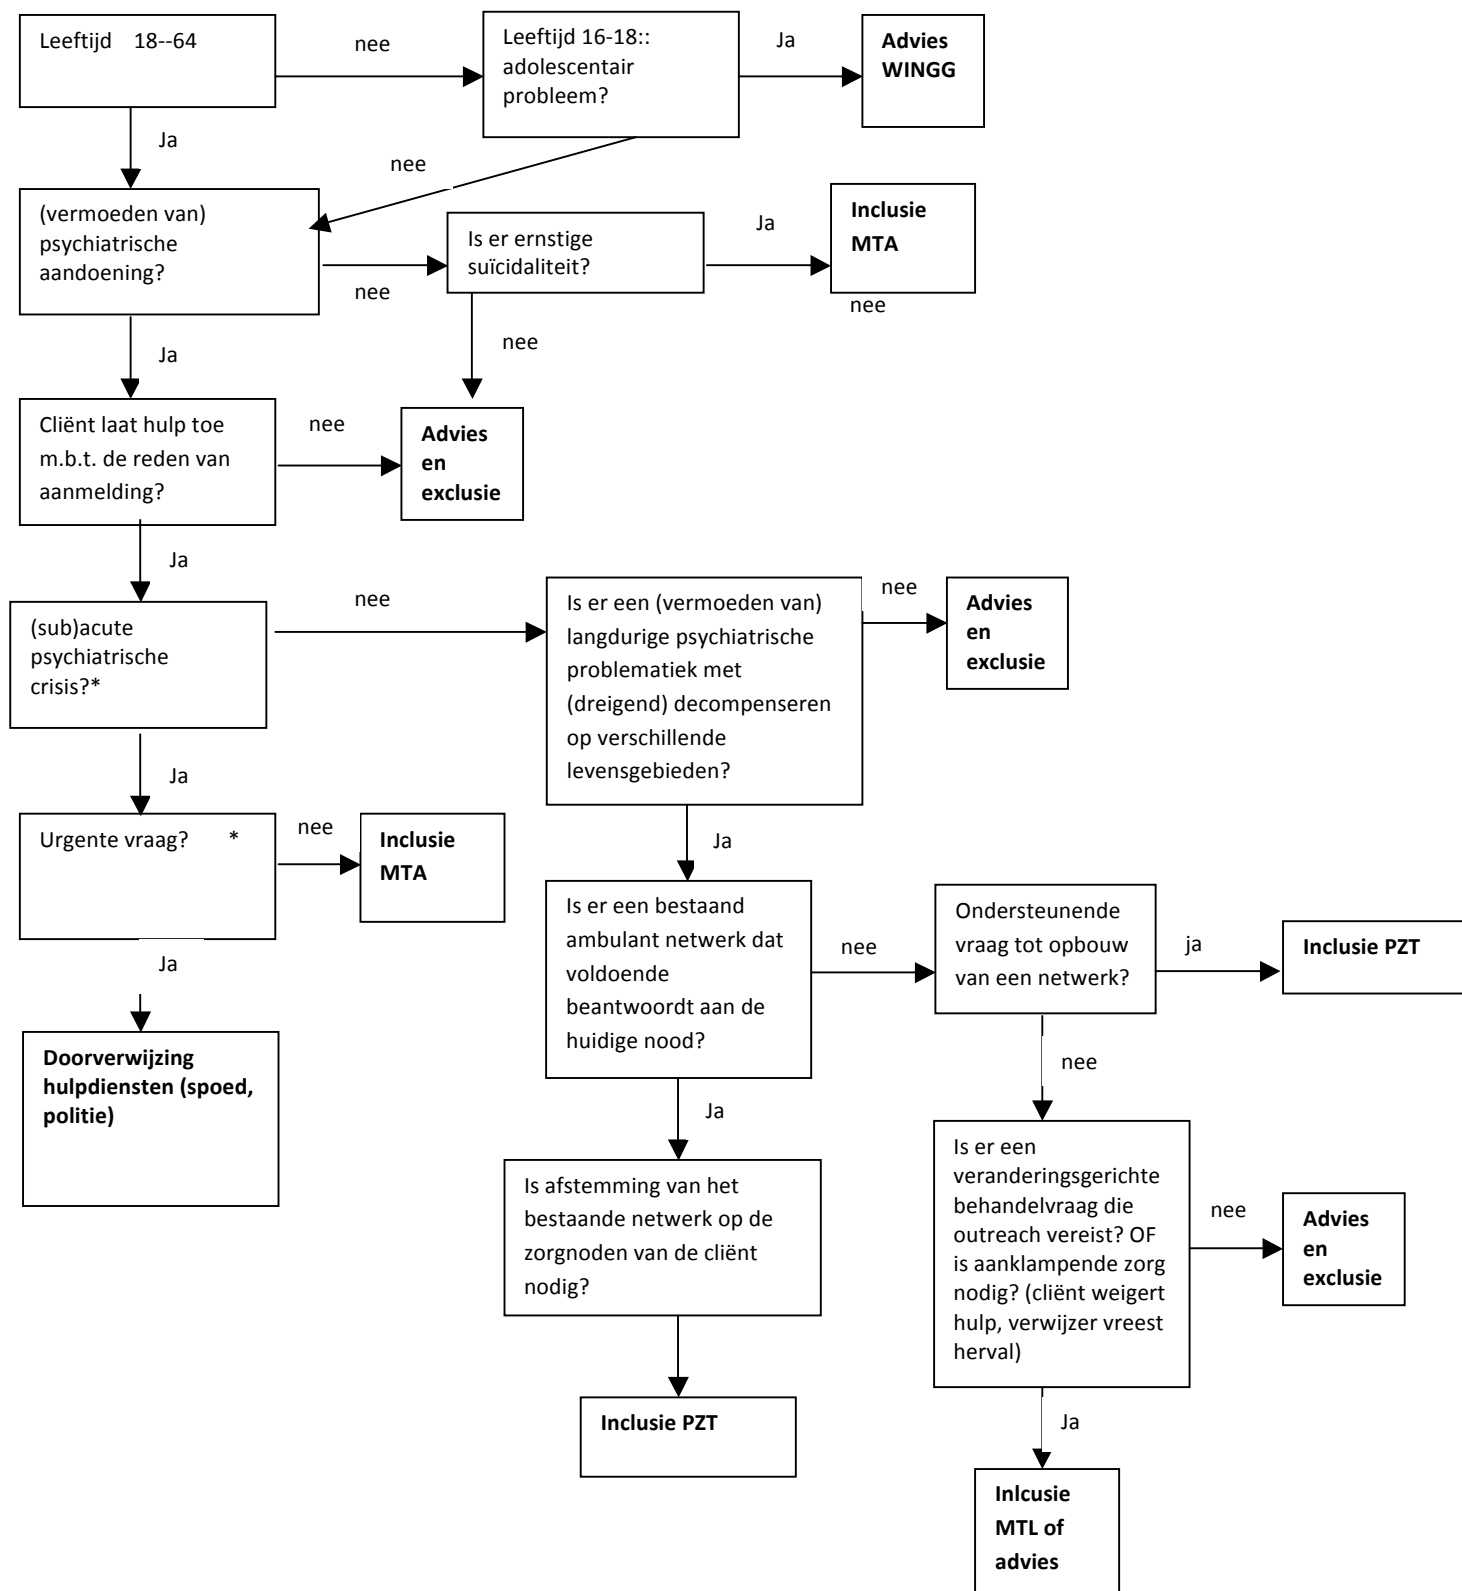 Leeftijd 18--64
nee
Leeftijd 16-18::
adolescentair
probleem?
Ja
Advies
WINGG
Ja
nee
(vermoeden van)
psychiatrische
aandoening?
nee
Is er ernstige
suïcidaliteit?
Ja
Inclusie
MTA
nee
nee
Ja
Cliënt laat hulp toe
m.b.t. de reden van
aanmelding?
nee
Advies
en
exclusie
Ja
(sub)acute
psychiatrische
crisis?*
nee
Is er een (vermoeden van)
langdurige psychiatrische
problematiek met
(dreigend) decompenseren
op verschillende
levensgebieden?
nee
Advies
en
exclusie
Ja
Urgente vraag? *
nee
Inclusie
MTA
Ja
Doorverwijzing
hulpdiensten (spoed,
politie)
Ja
Is er een bestaand
ambulant netwerk dat
voldoende
beantwoordt aan de
huidige nood?
nee
Ondersteunende
vraag tot opbouw
van een netwerk?
ja
Inclusie PZT
Ja
Is afstemming van het
bestaande netwerk op de
zorgnoden van de cliënt
nodig?
Inclusie PZT
nee
Is er een
veranderingsgerichte
behandelvraag die
outreach vereist? OF
is aanklampende zorg
nodig? (cliënt weigert
hulp, verwijzer vreest
herval)
nee
Advies
en
exclusie
Ja
Inlcusie
MTL of
advies